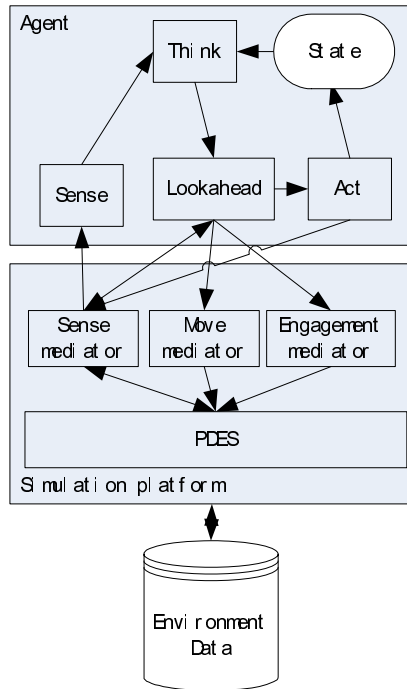 Agent
Think
State
Sense
Lookahead
Act
Sense
mediator
Move
mediator
Engagement
mediator
PDES
Simulation platform
Environment
Data